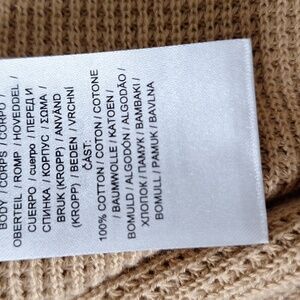 BODY / CORPS / CORPO /
OBERTEIL / ROMP / HOVEDDEL /
CUERPO / cuerpo / ПЕРЕД И
СПИНКА / КОРПУС / ΣΩΜΑ
BRUK (KROPP) / ANVÄND
(KROPP) / BEDEN / VRCHNÍ
ČÁST:
100% COTTON / COTON / COTONE
/ BAUMWOLLE / KATOEN /
BOMULD / ALGODÓN / ALGODÃO /
ХЛОПОК / ПАМУК / ΒΑΜΒΑΚΙ /
BOMULL / PAMUK / BAVLNA